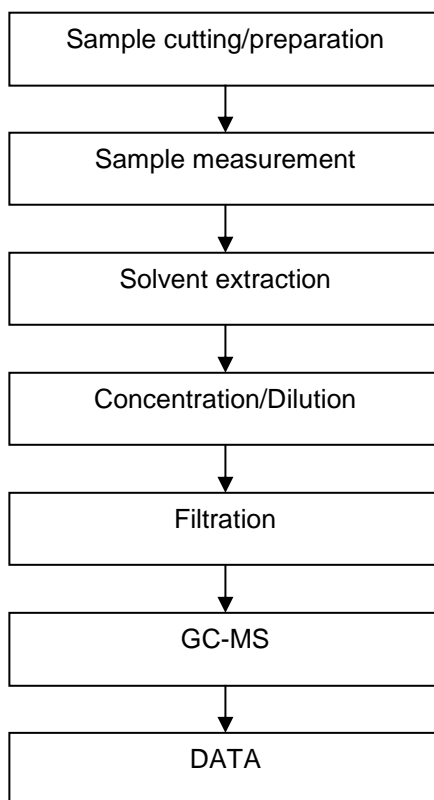 Sample cutting/preparation
Sample measurement
Solvent extraction
Concentration/Dilution
Filtration
GC-MS
DATA